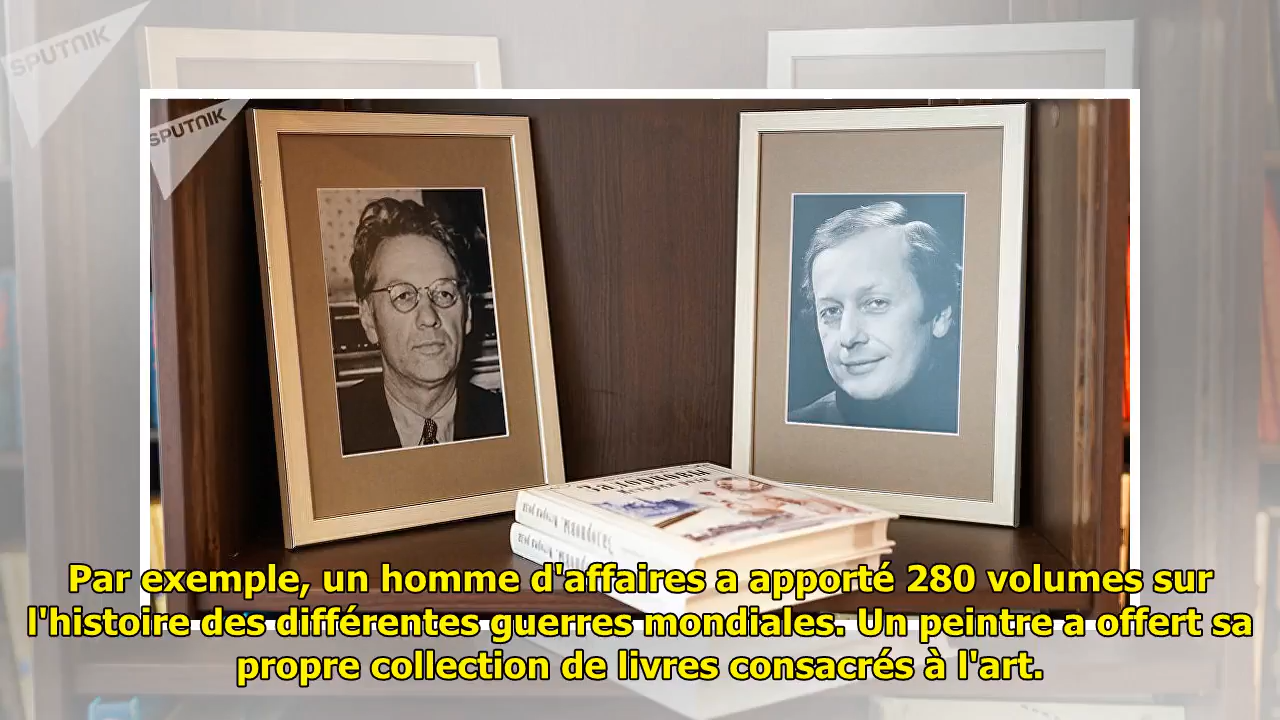 SPUTNIK
SPUTNIK
Par exemple, un homme d'affaires a apporté 280 volumes sur
l'histoire des différentes guerres mondiales. Un peintre a offert sa
propre collection de livres consacrés à l'art.